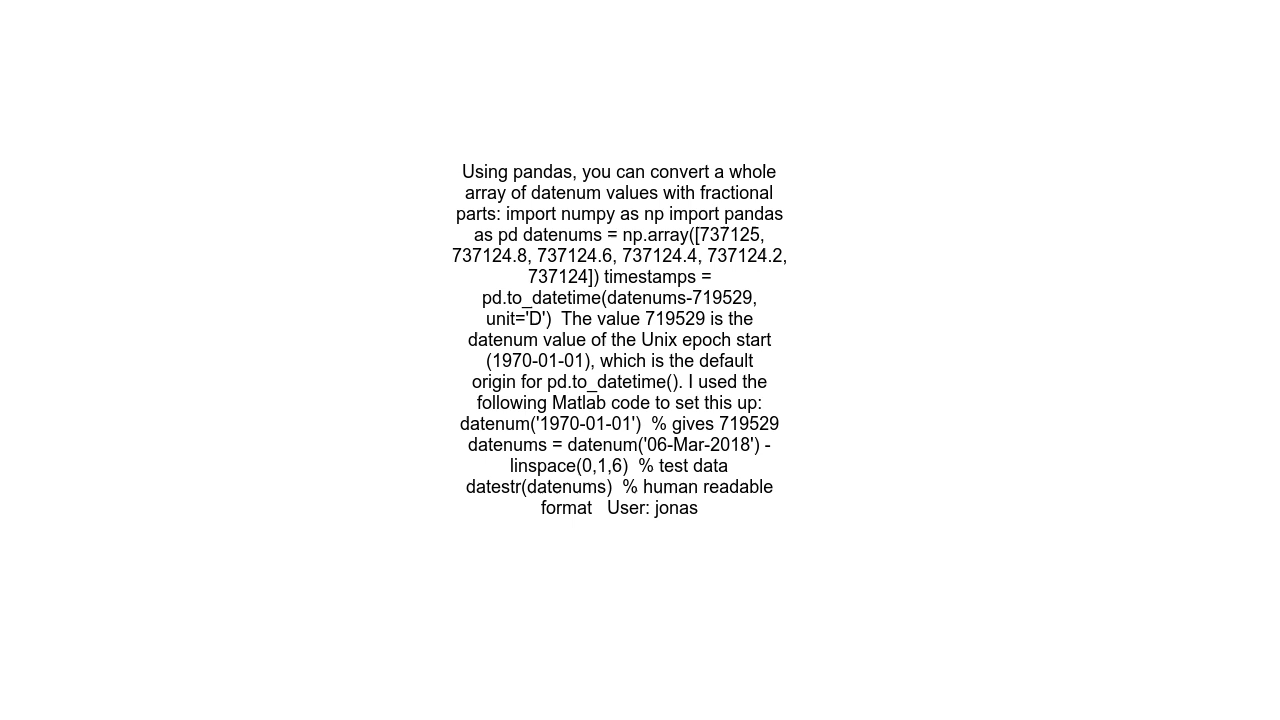 Using pandas, you can convert a whole
array of datenum values with fractional
parts: import numpy as np import pandas
as pd datenums = np.array([737125,
737124.8, 737124.6, 737124.4, 737124.2,
737124]) timestamps =
pd.to_datetime(datenums-719529,
unit='D')  The value 719529 is the
datenum value of the Unix epoch start
(1970-01-01), which is the default
origin for pd.to_datetime(). I used the
following Matlab code to set this up:
datenum('1970-01-01')  % gives 719529
datenums = datenum('06-Mar-2018') -
linspace(0,1,6)  % test data
datestr(datenums)  % human readable
format   User: jonas